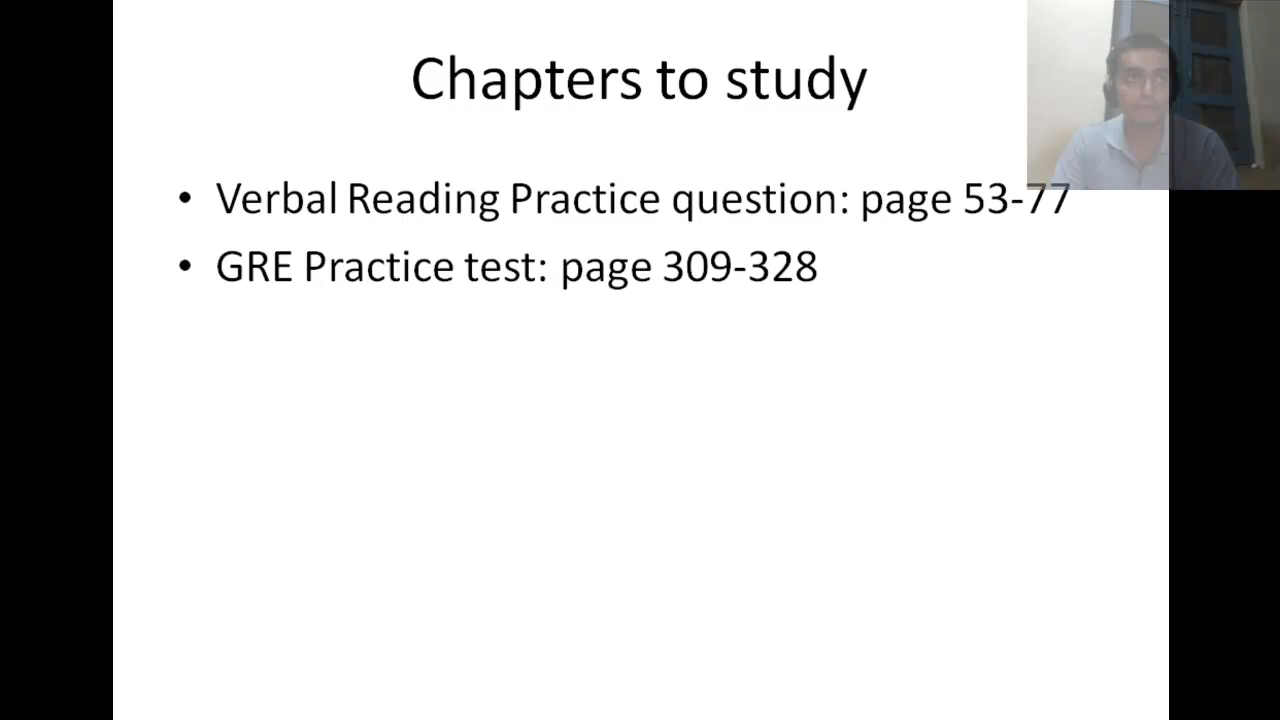 Chapters to study
• Verbal Reading Practice question: page 53-77
• GRE Practice test: page 309-328